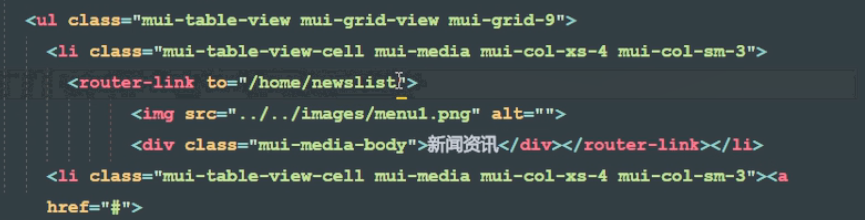 <ul class="mui-table-view mui-grid-view mui-grid-9">
<li class="mui-table-view-cell mui-media mui-col-xs-4 mui-col-sm-3">
<router-link to="/home/newslist">
<img src="../../images/menu1.png" alt="">
<div class="mui-media-body">新闻资讯</div></router-link></li>
<li class="mui-table-view-cell mui-media mui-col-xs-4 mui-col-sm-3"><a
href="#">